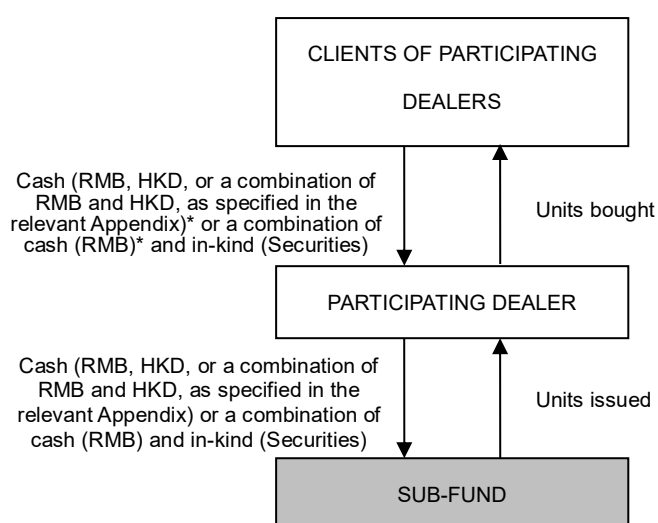 CLIENTS OF PARTICIPATING
DEALERS
Cash (RMB, HKD, or a combination of
RMB and HKD, as specified in the
relevant Appendix)* or a combination of
cash (RMB)* and in-kind (Securities)
Units bought
PARTICIPATING DEALER
Cash (RMB, HKD, or a combination of
RMB and HKD, as specified in the
relevant Appendix) or a combination of
cash (RMB) and in-kind (Securities)
Units issued
SUB-FUND